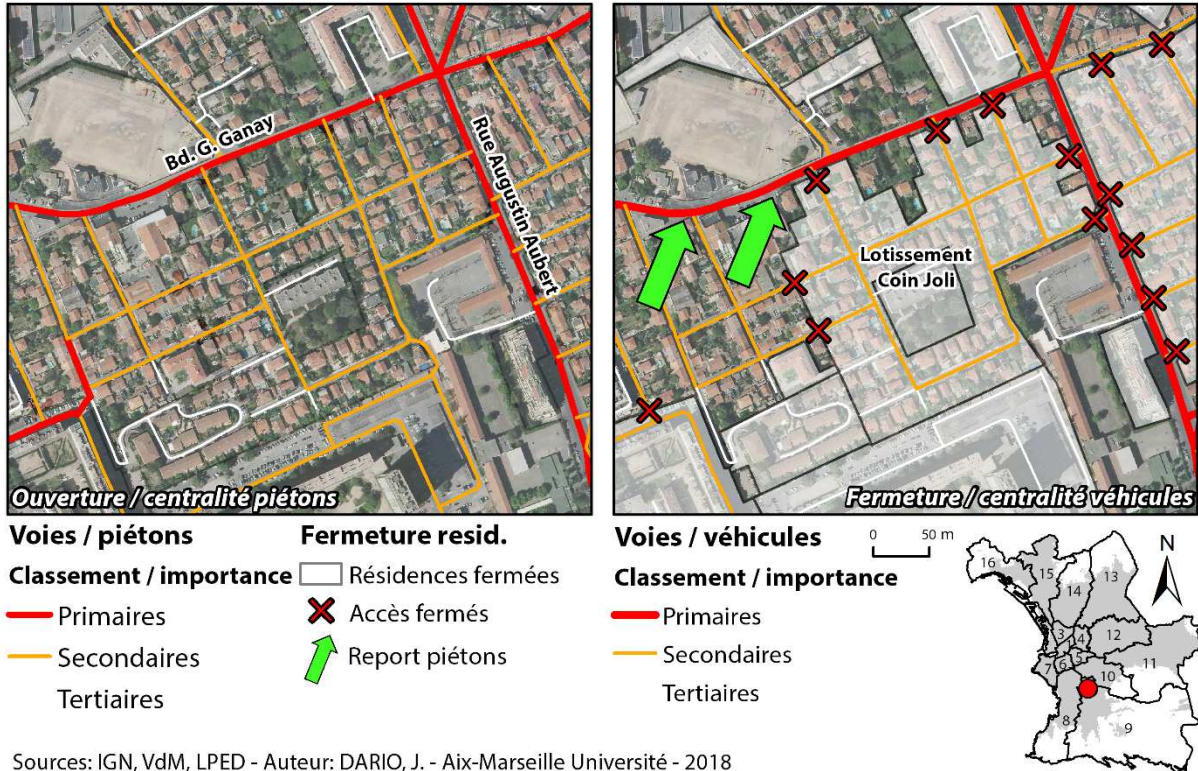 Bd. G. Ganay
Rue Augustin Aubert
Ouverture / centralité piétons
Lotissement
Coin Joli
Fermeture / centralité véhicules
Voies / piétons
Classement / importance
Primaires
Secondaires
Tertiaires
Fermeture resid.
Résidences fermées
Accès fermés
Report piétons
Voies / véhicules
Classement / importance
Primaires
Secondaires
Tertiaires
0 50 m
N
16
15
14
13
3
4
12
5
11
7
6
10
8
9
Sources: IGN, VdM, LPED - Auteur: DARIO, J. - Aix-Marseille Université - 2018